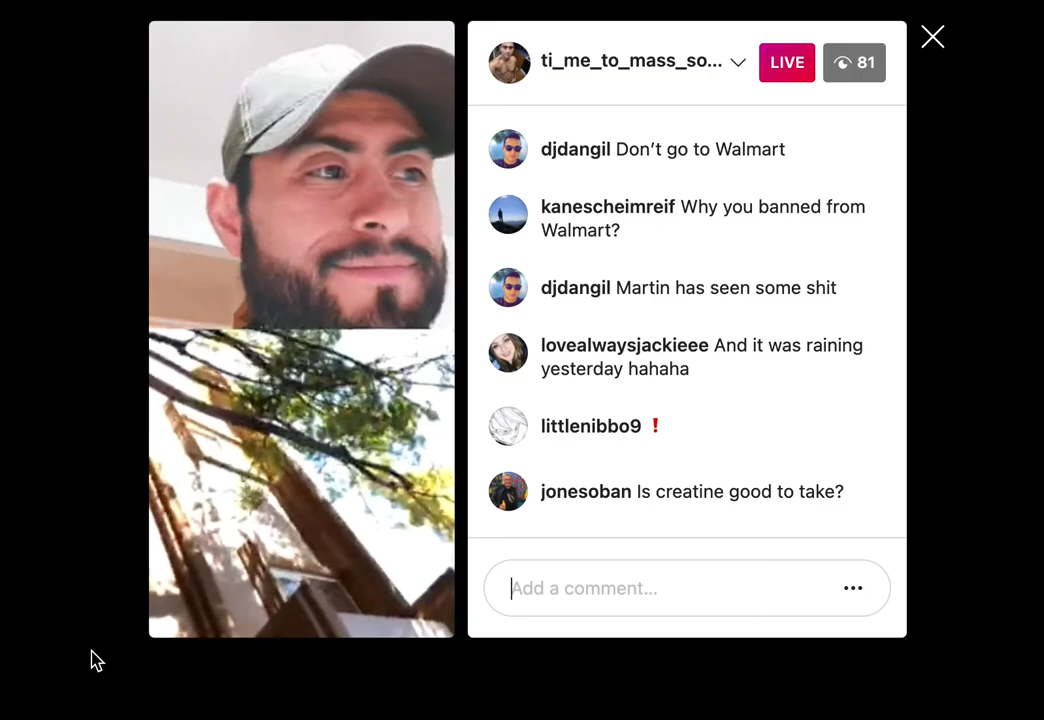 ti_me_to_mass_so...
LIVE
81
djdangil Don't go to Walmart
kanescheimreif Why you banned from
Walmart?
djdangil Martin has seen some shit
lovealwaysjackieee And it was raining
yesterday hahaha
littlenibbo9 ❗
jonesoban Is creatine good to take?
Add a comment...